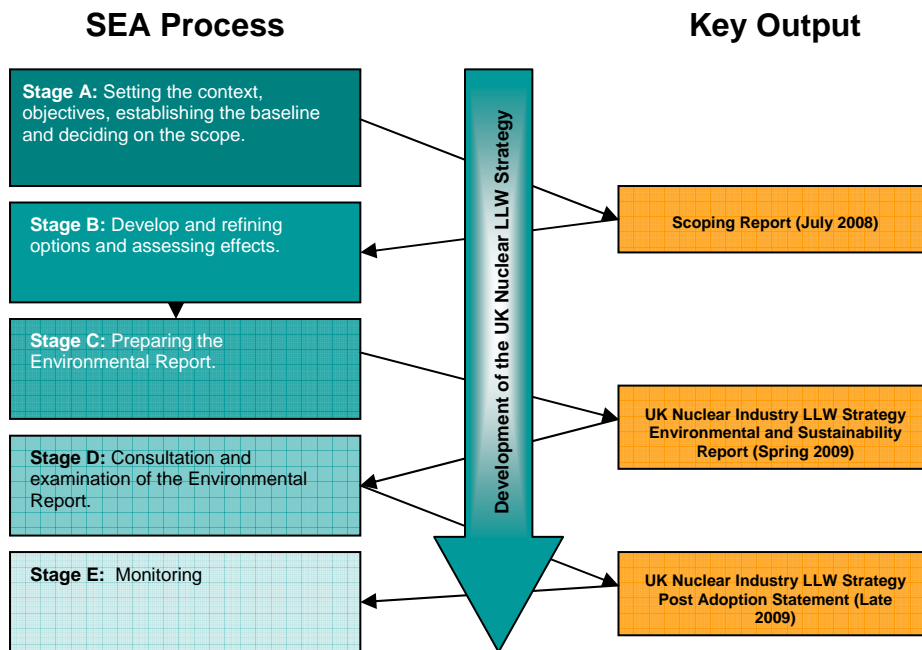 SEA Process
Key Output
Stage A: Setting the context,
objectives, establishing the baseline
and deciding on the scope.
Stage B: Develop and refining
options and assessing effects.
Stage C: Preparing the
Environmental Report.
Stage D: Consultation and
examination of the Environmental
Report.
Stage E: Monitoring
Development of the UK Nuclear LLW Strategy
Scoping Report (July 2008)
UK Nuclear Industry LLW Strategy
Environmental and Sustainability
Report (Spring 2009)
UK Nuclear Industry LLW Strategy
Post Adoption Statement (Late
2009)